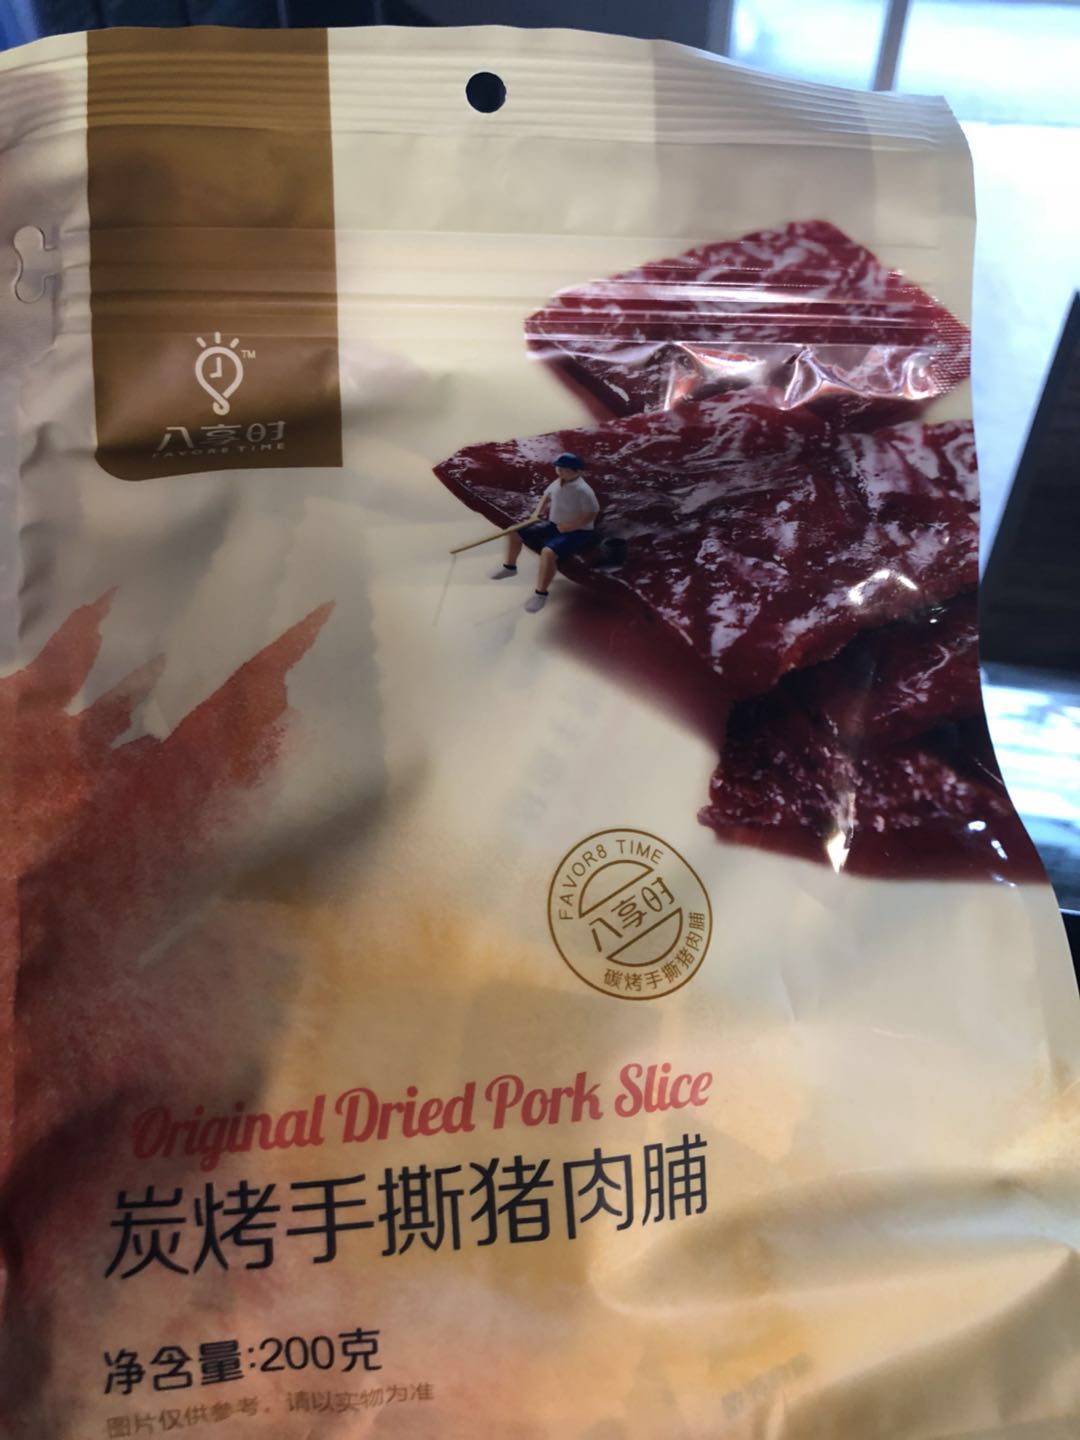 TM
八享时
FAVOR8 TIME
FAVOR8 TIME
八享时
碳烤手撕猪肉脯
Original Dried Pork Slice
炭烤手撕猪肉脯
净含量:200克
图片仅供参考，请以实物为准